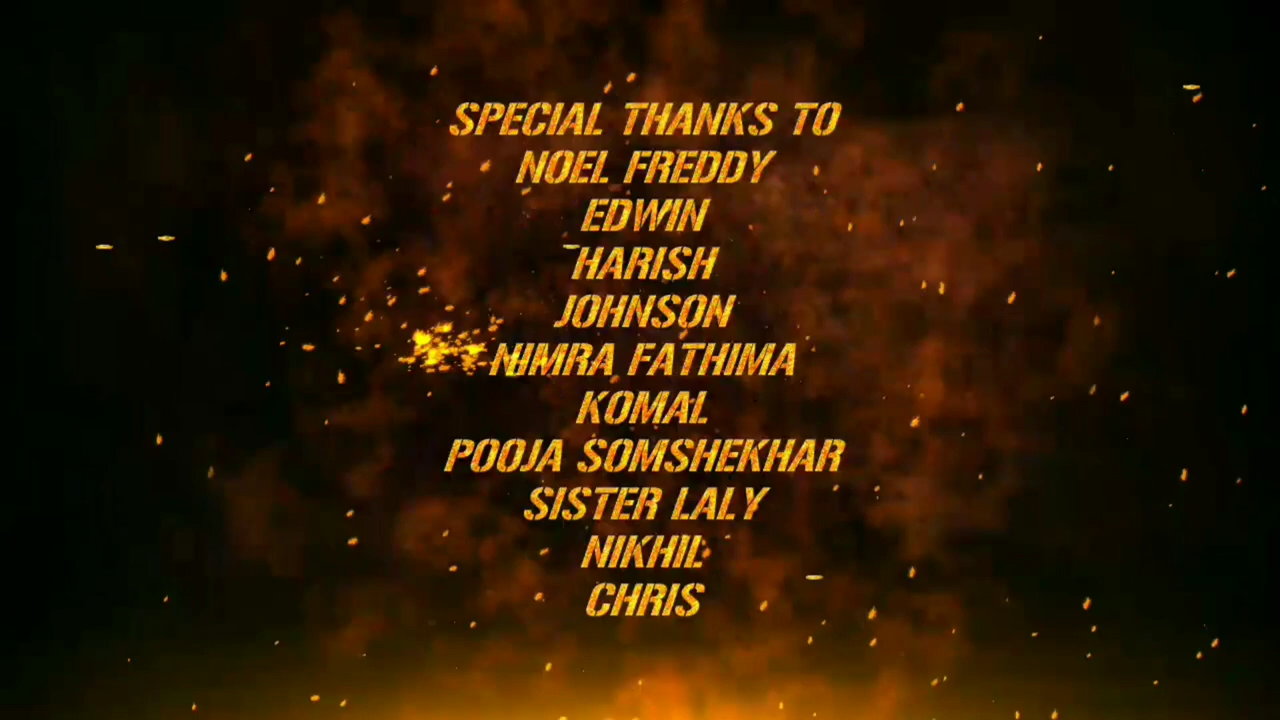 SPECIAL THANKS TO
NOEL FREDDY
EDWIN
HARISH
JOHNSON
NIMRA FATHIMA
KOMAL
POOJA SOMSHEKHAR
SISTER LALY
NIKHIL
CHRIS